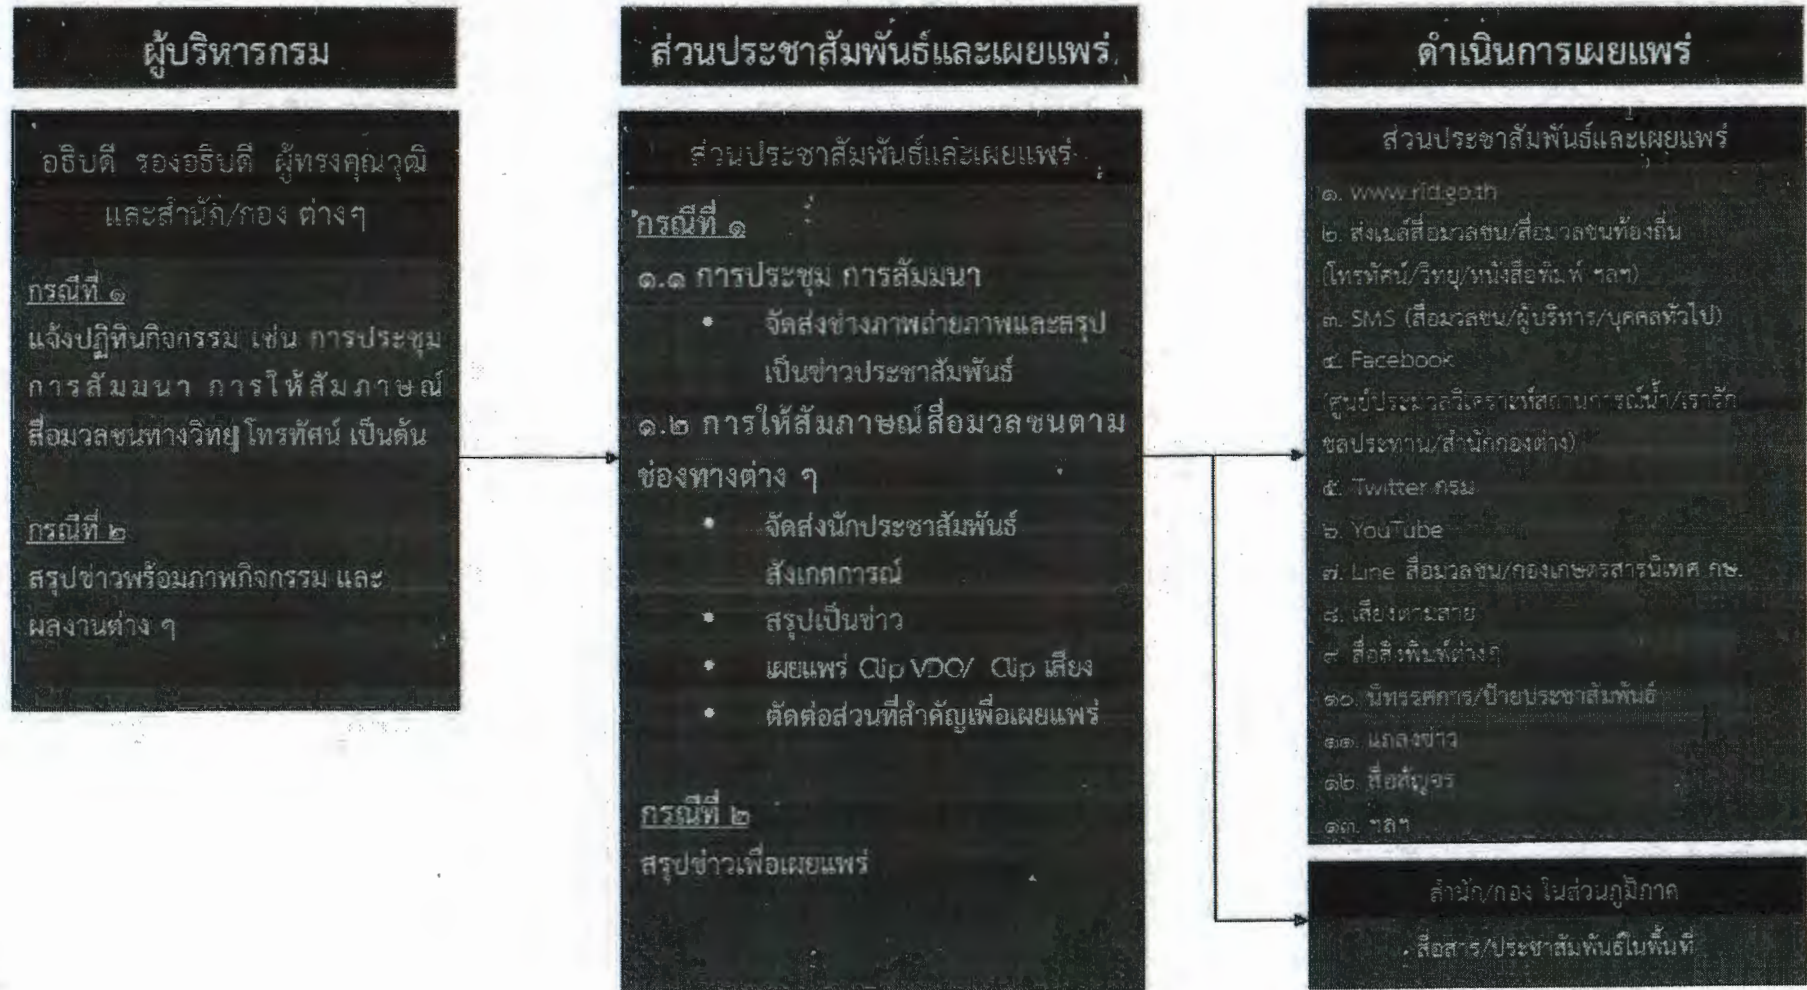 ผู้บริหารกรม
อธิบดี รองอธิบดี ผู้ทรงคุณวุฒิ
และสำนัก/กอง ต่างๆ
กรณีที่ ๑
แจ้งปฏิทินกิจกรรม เช่น การประชุม
การสัมมนา การให้สัมภาษณ์
สื่อมวลชนทางวิทยุ โทรทัศน์ เป็นต้น
กรณีที่ ๒
สรุปข่าวพร้อมภาพกิจกรรม และ
ผลงานต่าง ๆ
ส่วนประชาสัมพันธ์และเผยแพร่
ส่วนประชาสัมพันธ์และเผยแพร่
กรณีที่ ๑
๑.๑ การประชุม การสัมมนา
• จัดส่งช่างภาพถ่ายภาพและสรุป
เป็นข่าวประชาสัมพันธ์
๑.๒ การให้สัมภาษณ์สื่อมวลชนตาม
ช่องทางต่าง ๆ
• จัดส่งนักประชาสัมพันธ์
สังเกตการณ์
• สรุปเป็นข่าว
• เผยแพร่ Clip VDO/ Clip เสียง
• ตัดต่อส่วนที่สำคัญเพื่อเผยแพร่
กรณีที่ ๒
สรุปข่าวเพื่อเผยแพร่
ดำเนินการเผยแพร่
ส่วนประชาสัมพันธ์และเผยแพร่
๑. www.rid.go.th
๒. ส่งเมล์สื่อมวลชน/สื่อมวลชนท้องถิ่น
(โทรทัศน์/วิทยุ/หนังสือพิมพ์ ฯลฯ)
๓. SMS (สื่อมวลชน/ผู้บริหาร/บุคคลทั่วไป)
๔. Facebook
(ศูนย์ประมวลวิเคราะห์สถานการณ์น้ำ/เรารัก
ชลประทาน/สำนักกองต่าง)
๕. Twitter กรม
๖. YouTube
๗. Line สื่อมวลชน/กองเกษตรสารนิเทศ กษ.
๘. เสียงตามสาย
๙. สื่อสิ่งพิมพ์ต่างๆ
๑๐. นิทรรศการ/ป้ายประชาสัมพันธ์
๑๑. แถลงข่าว
๑๒. สื่อสัญจร
๑๓. ฯลฯ
สำนัก/กอง ในส่วนภูมิภาค
สื่อสาร/ประชาสัมพันธ์ในพื้นที่